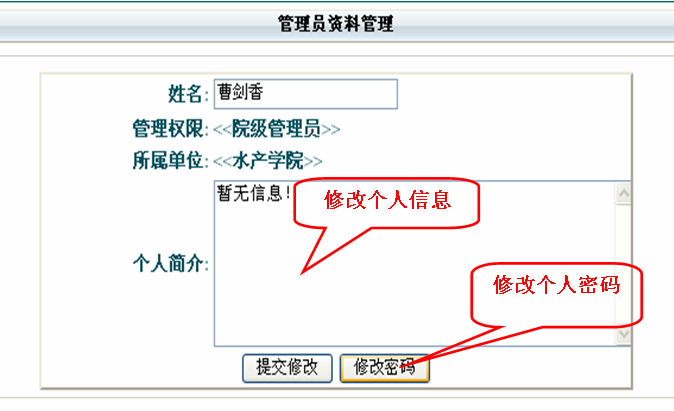 管理员资料管理
姓名: 曹剑香
管理权限: <<院级管理员>>
所属单位: <<水产学院>>
暂无信息!
修改个人信息
个人简介:
修改个人密码
提交修改 修改密码